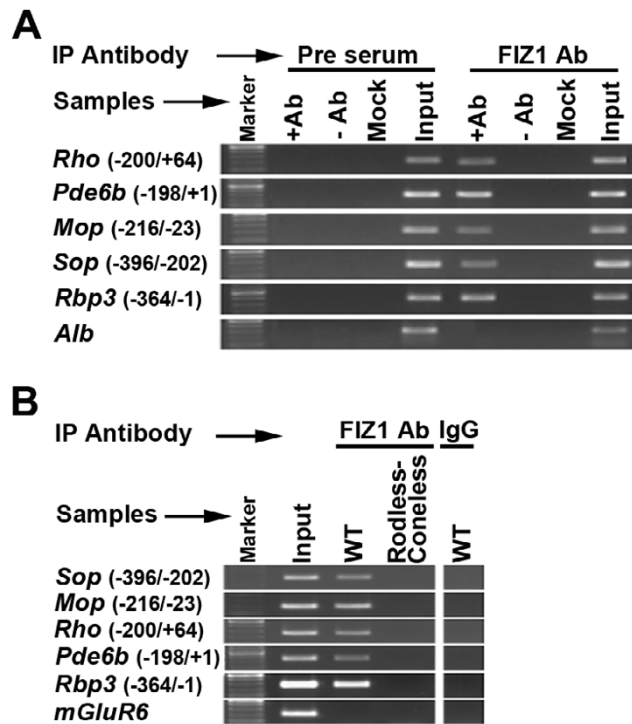 A
IP Antibody Pre serum FIZ1 Ab
Samples Marker +Ab - Ab Mock Input +Ab - Ab Mock Input
Rho (-200/+64)
Pde6b (-198/+1)
Mop (-216/-23)
Sop (-396/-202)
Rbp3 (-364/-1)
Alb
B
IP Antibody FIZ1 Ab IgG
Samples Marker Input WT Rodless-Coneless WT
Sop (-396/-202)
Mop (-216/-23)
Rho (-200/+64)
Pde6b (-198/+1)
Rbp3 (-364/-1)
mGluR6